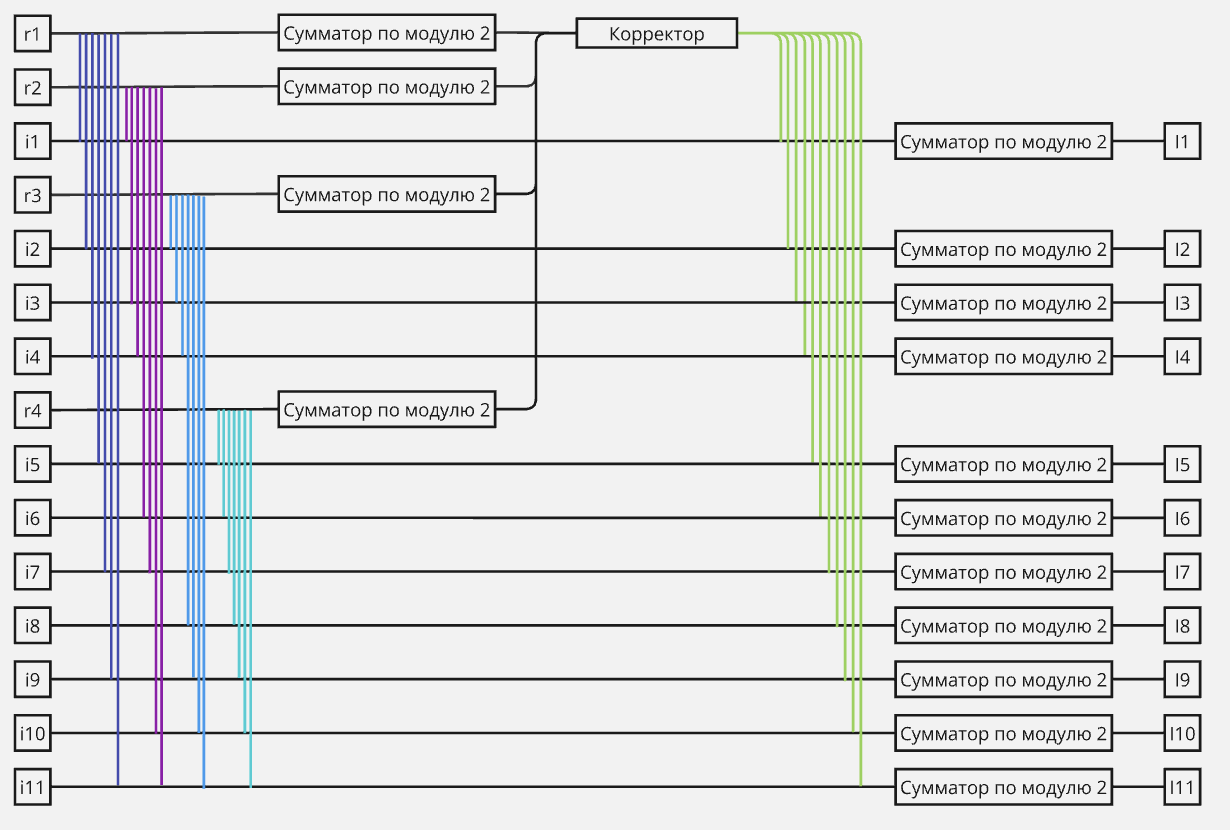 r1 Сумматор по модулю 2 Корректор
r2 Сумматор по модулю 2
i1 Сумматор по модулю 2 I1
r3 Сумматор по модулю 2
i2 Сумматор по модулю 2 I2
i3 Сумматор по модулю 2 I3
i4 Сумматор по модулю 2 I4
r4 Сумматор по модулю 2
i5 Сумматор по модулю 2 I5
i6 Сумматор по модулю 2 I6
i7 Сумматор по модулю 2 I7
i8 Сумматор по модулю 2 I8
i9 Сумматор по модулю 2 I9
i10 Сумматор по модулю 2 I10
i11 Сумматор по модулю 2 I11